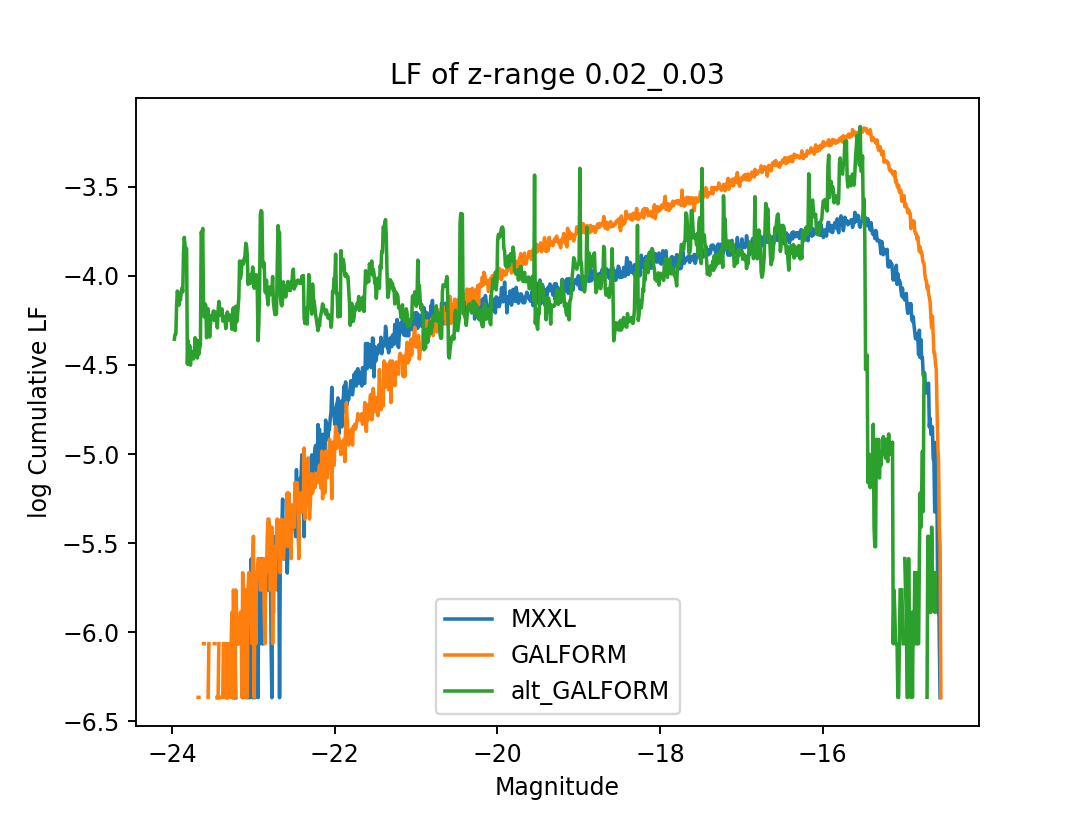 LF of z-range 0.02_0.03
log Cumulative LF
−3.5
−4.0
−4.5
−5.0
−5.5
−6.0
−6.5
MXXL
GALFORM
alt_GALFORM
−24
−22
−20
−18
−16
Magnitude